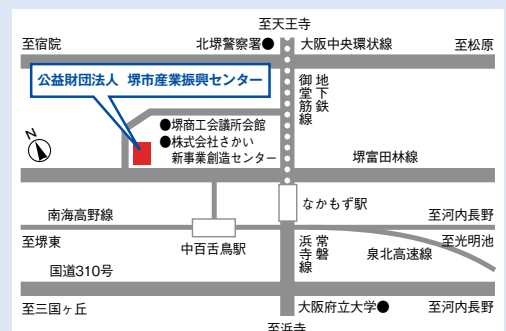 至天王寺
至宿院
北堺警察署●
大阪中央環状線
至松原
公益財団法人 堺市産業振興センター
地下鉄
御堂筋線
N
●堺商工会議所会館
●株式会社さかい
新事業創造センター
堺富田林線
なかもず駅
南海高野線
至河内長野
至堺東
中百舌鳥駅
常磐
浜寺線
泉北高速線
至光明池
国道310号
至三国ヶ丘
大阪府立大学●
至河内長野
至浜寺